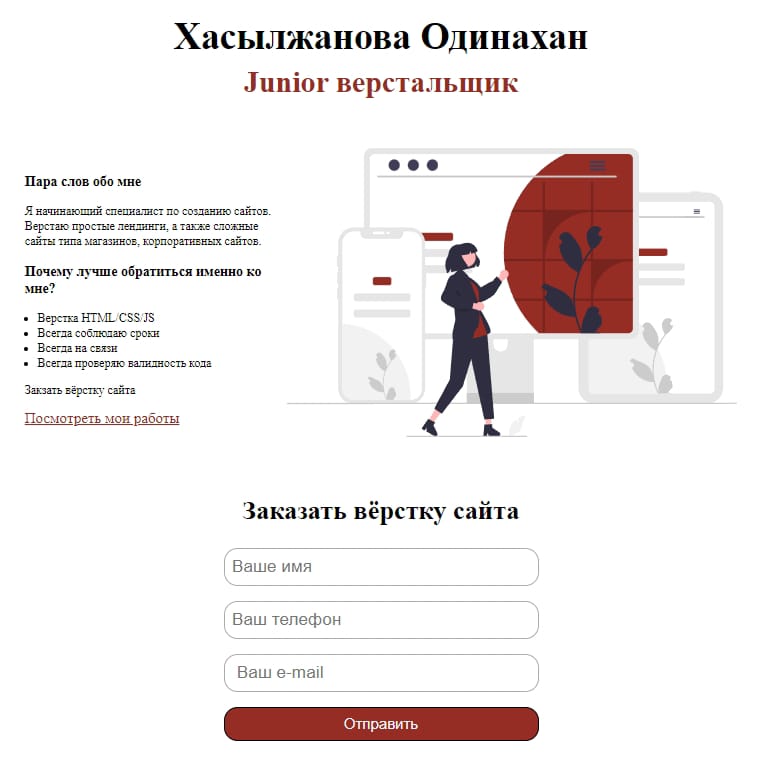 Хасылжанова Одинахан
Junior верстальщик
Пара слов обо мне
Я начинающий специалист по созданию сайтов.
Верстаю простые лендинги, а также сложные
сайты типа магазинов, корпоративных сайтов.
Почему лучше обратиться именно ко
мне?
Верстка HTML/CSS/JS
Всегда соблюдаю сроки
Всегда на связи
Всегда проверяю валидность кода
Закзать вёрстку сайта
Посмотреть мои работы
Заказать вёрстку сайта
Ваше имя
Ваш телефон
Ваш e-mail
Отправить